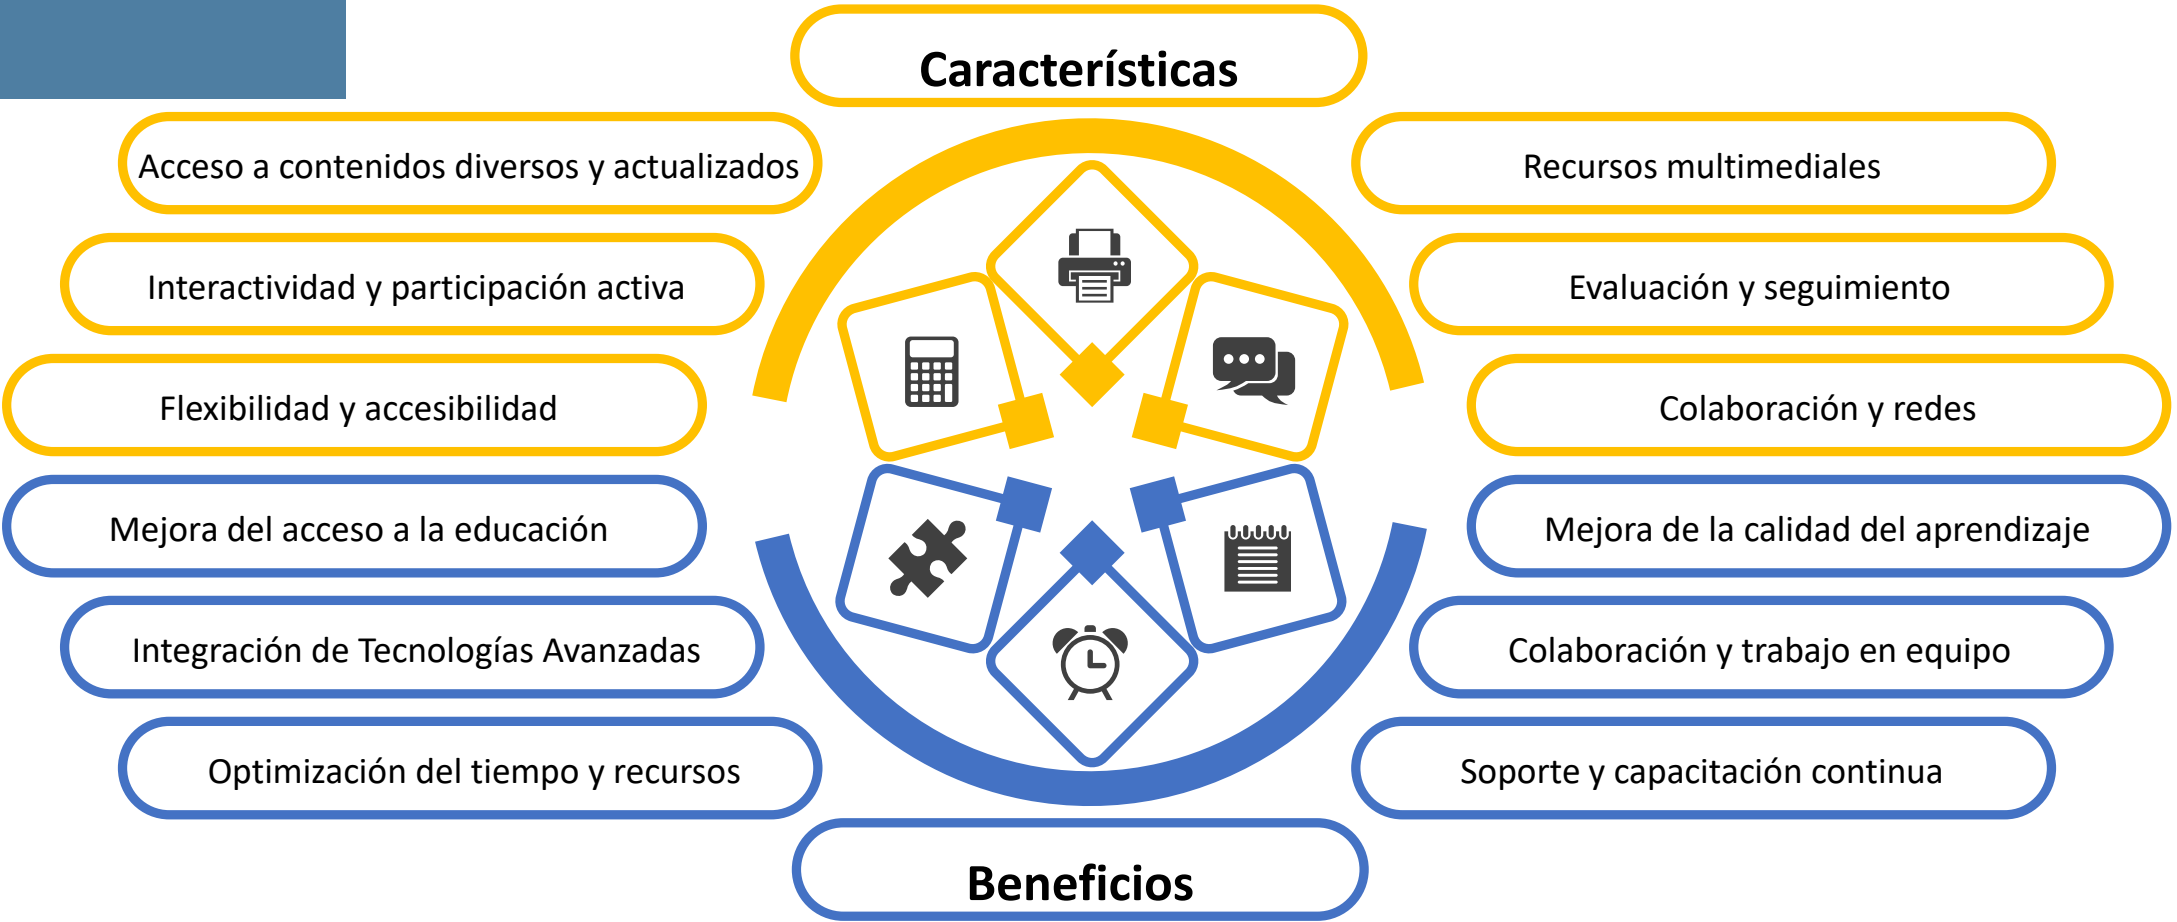 Características
Acceso a contenidos diversos y actualizados
Recursos multimediales
Interactividad y participación activa
Evaluación y seguimiento
Flexibilidad y accesibilidad
Colaboración y redes
Mejora del acceso a la educación
Mejora de la calidad del aprendizaje
Integración de Tecnologías Avanzadas
Colaboración y trabajo en equipo
Optimización del tiempo y recursos
Soporte y capacitación continua
Beneficios